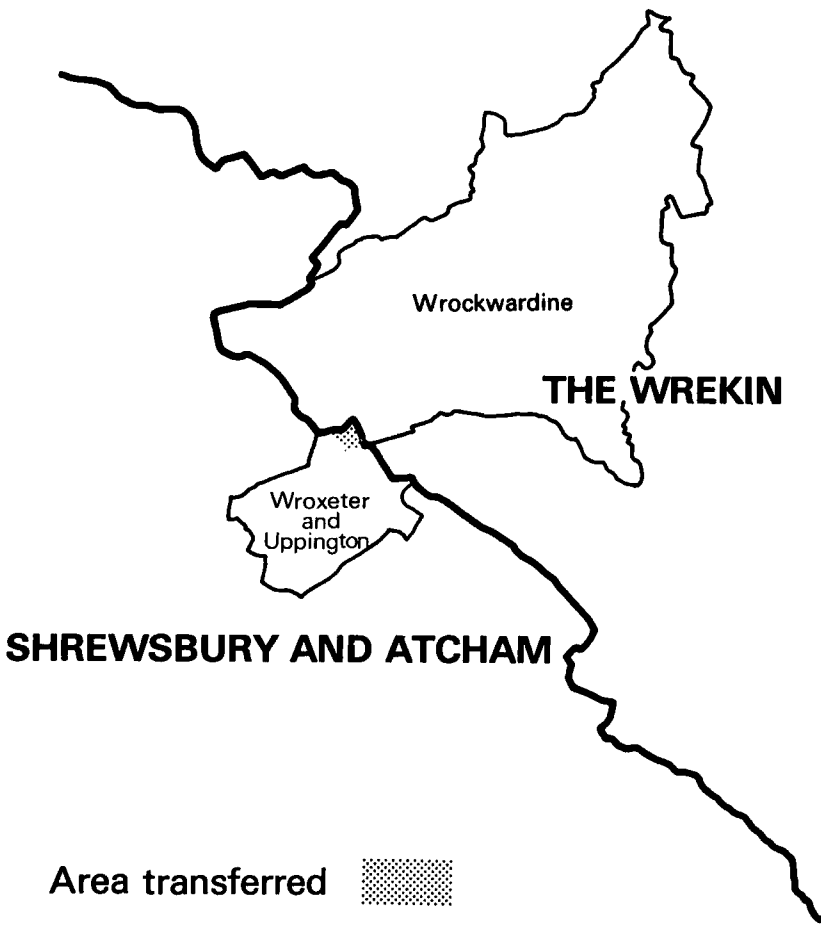 Wrockwardine
THE WREKIN
Wroxeter
and
Uppington
SHREWSBURY AND ATCHAM
Area transferred